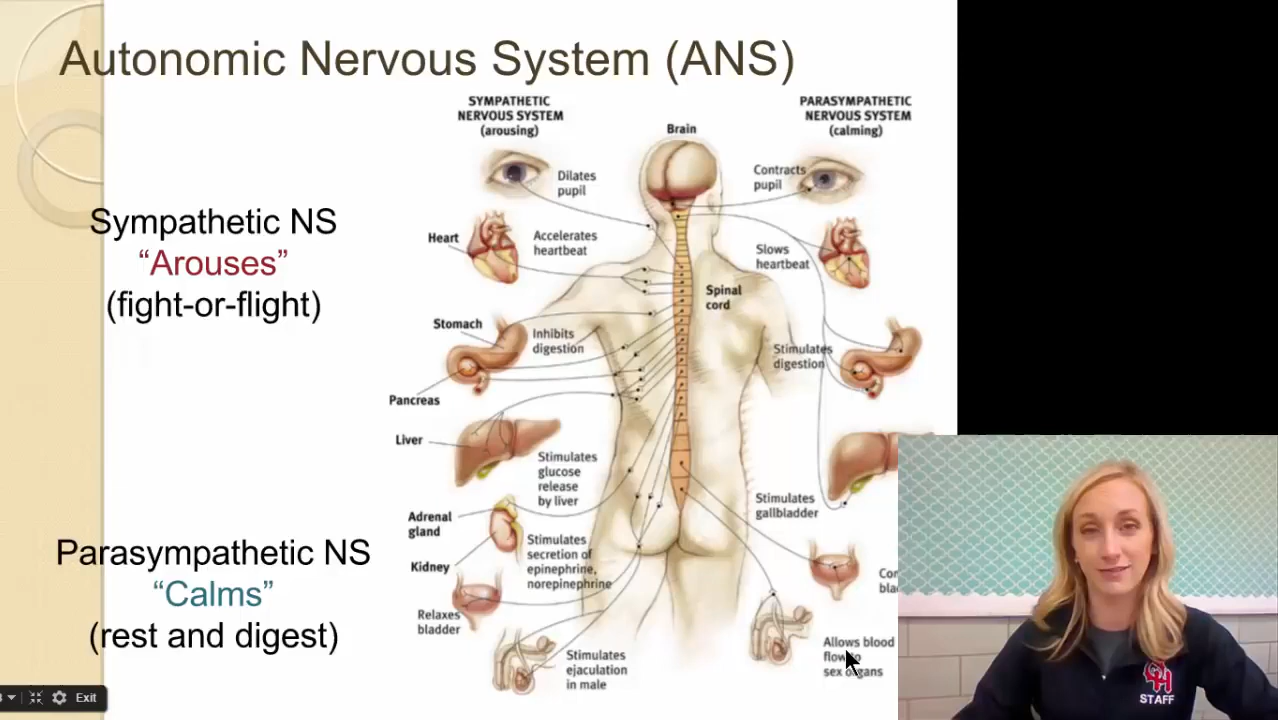 Autonomic Nervous System (ANS)
SYMPATHETIC
NERVOUS SYSTEM
(arousing)
PARASYMPATHETIC
NERVOUS SYSTEM
(calming)
Brain
Dilates
pupil
Contracts
pupil
Sympathetic NS
“Arouses”
(fight-or-flight)
Heart
Accelerates
heartbeat
Slows
heartbeat
Spinal
cord
Stomach
Inhibits
digestion
Stimulates
digestion
Pancreas
Liver
Stimulates
glucose
release
by liver
Stimulates
gallbladder
Adrenal
gland
Kidney
Stimulates
secretion of
epinephrine,
norepinephrine
Parasympathetic NS
“Calms”
(rest and digest)
Relaxes
bladder
Stimulates
ejaculation
in male
Allows blood
flow to
sex organs
Exit
OH
STAFF